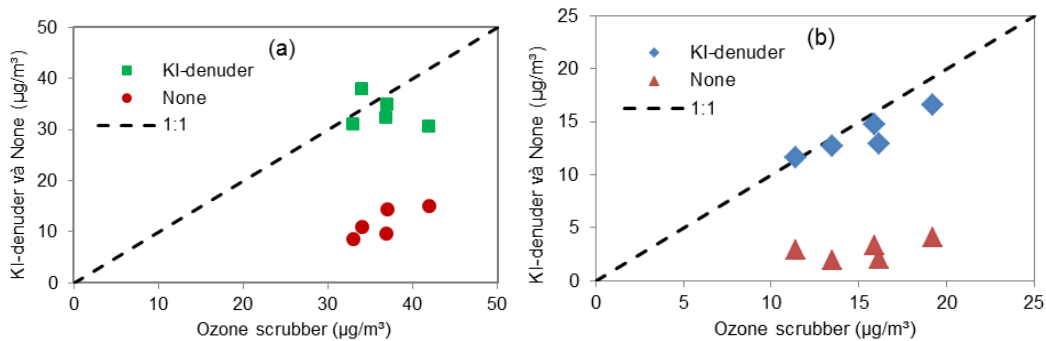 (a)
KI-denuder
None
1:1
KI-denuder và None (µg/m³)
50
40
30
20
10
0
0 10 20 30 40 50
Ozone scrubber (µg/m³)
(b)
KI-denuder
None
1:1
KI-denuder và None (µg/m³)
25
20
15
10
5
0
0 5 10 15 20 25
Ozone scrubber (µg/m³)